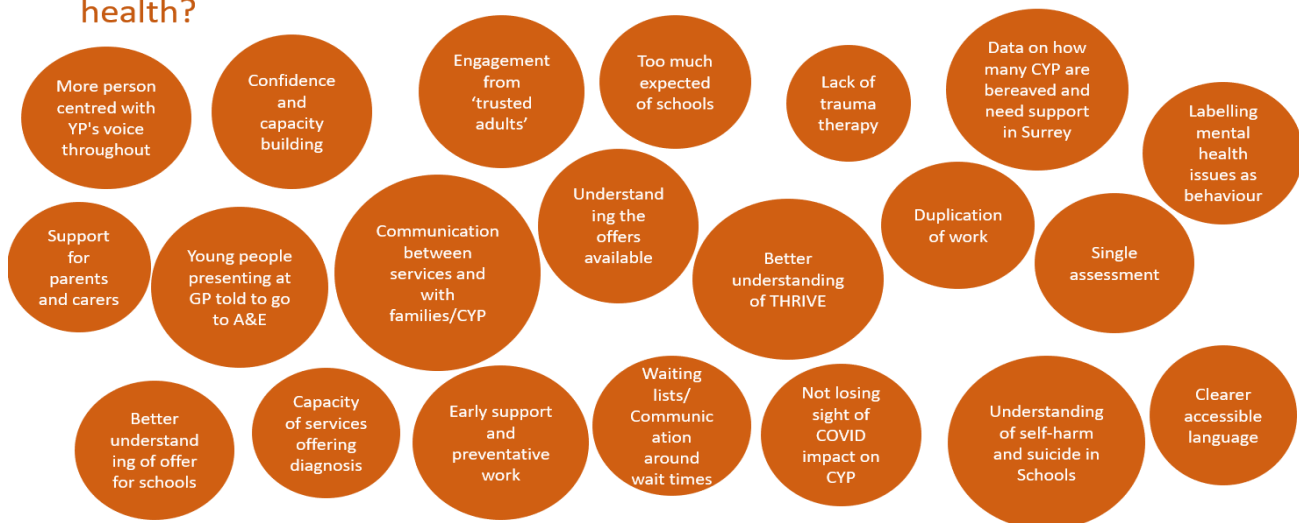 health?
More person
centred with
YP's voice
throughout
Confidence
and
capacity
building
Engagement
from
‘trusted
adults’
Too much
expected
of schools
Lack of
trauma
therapy
Data on how
many CYP are
bereaved and
need support
in Surrey
Labelling
mental
health
issues as
behaviour
Support
for
parents
and carers
Young people
presenting at
GP told to go
to A&E
Communication
between
services and
with
families/CYP
Understand
ing the
offers
available
Better
understanding
of THRIVE
Duplication
of work
Single
assessment
Better
understand
ing of offer
for schools
Capacity
of services
offering
diagnosis
Early support
and
preventative
work
Waiting
lists/
Communic
ation
around
wait times
Not losing
sight of
COVID
impact on
CYP
Understanding
of self-harm
and suicide in
Schools
Clearer
accessible
language